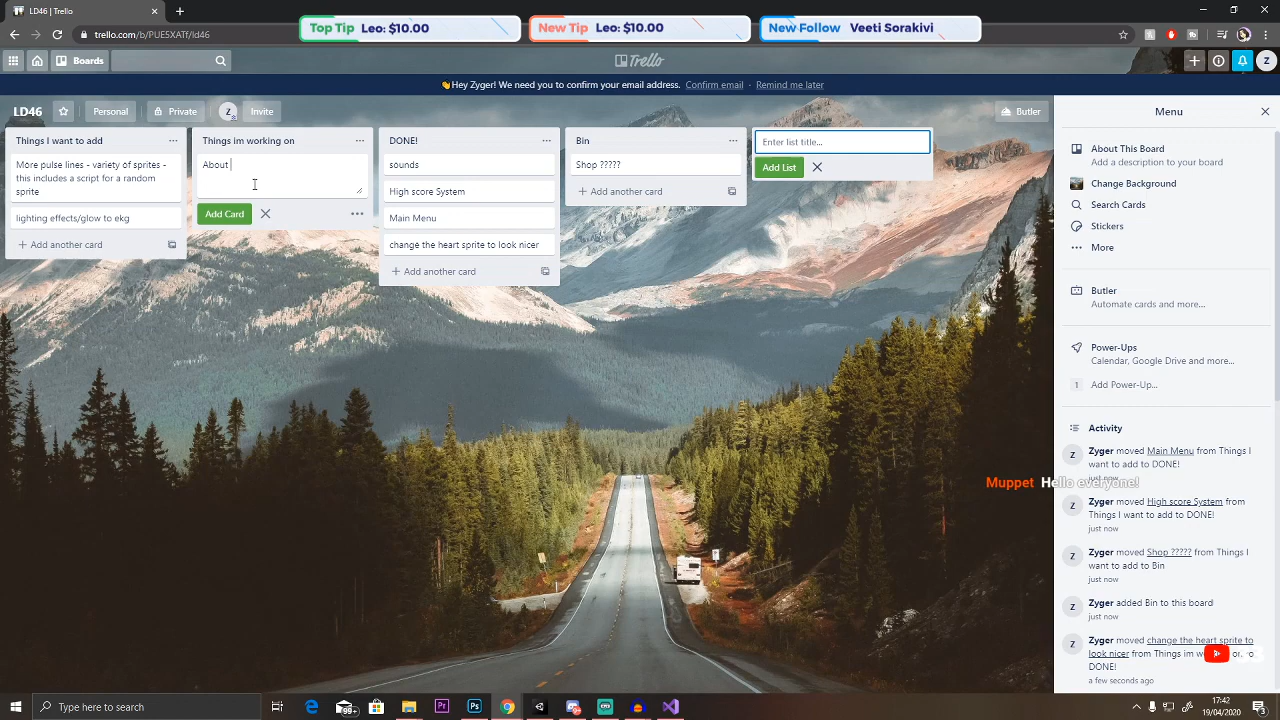 LD46 | Trello
Top Tip Leo: $10.00
New Tip Leo: $10.00
New Follow Veeti Sorakivi
Boards
Trello
👋Hey Zyger! We need you to confirm your email address. Confirm email · Remind me later
LD46
Personal
Private
Z
Invite
Butler
Things I want to add
More power up variety of sprites - this includes a list for a random sprite
lighting effects/glow to ekg
+ Add another card
Things im working on
About
Add Card
DONE!
sounds
High score System
Main Menu
change the heart sprite to look nicer
+ Add another card
Bin
Shop ?????
+ Add another card
Enter list title...
Add List
Menu
About This Board
Add a description to your board
Change Background
Search Cards
Stickers
More
Butler
Automate cards and more...
Power-Ups
Calendar, Google Drive and more...
1 Add Power-Up...
Activity
Zyger moved Main Menu from Things I want to add to DONE!
just now
Muppet Hello everyone!
Zyger moved High score System from Things I want to add to DONE!
just now
Zyger moved Shop ????? from Things I want to add to Bin
just now
Zyger added Bin to this board
just now
Zyger moved change the heart sprite to look nicer from Things im
DONE!
a few seconds ago
Type here to search
17:42
19/04/2020